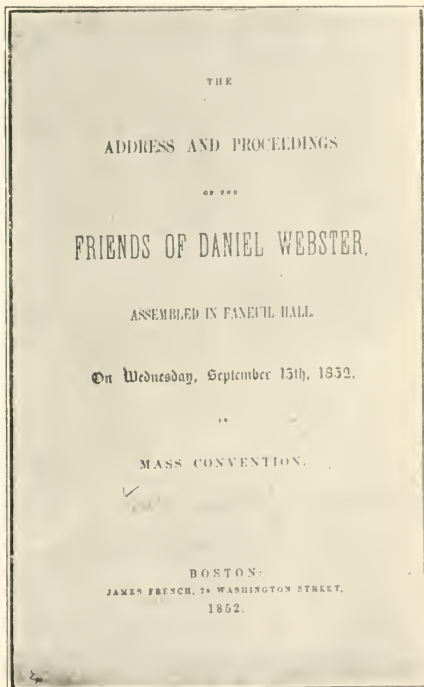 THE
ADDRESS AND PROCEEDINGS
OF THE
FRIENDS OF DANIEL WEBSTER,
ASSEMBLED IN FANEUIL HALL.
On Wednesday, September 15th, 1852,
IN
MASS CONVENTION.
BOSTON:
JAMES FRENCH, 78 WASHINGTON STREET,
1852.